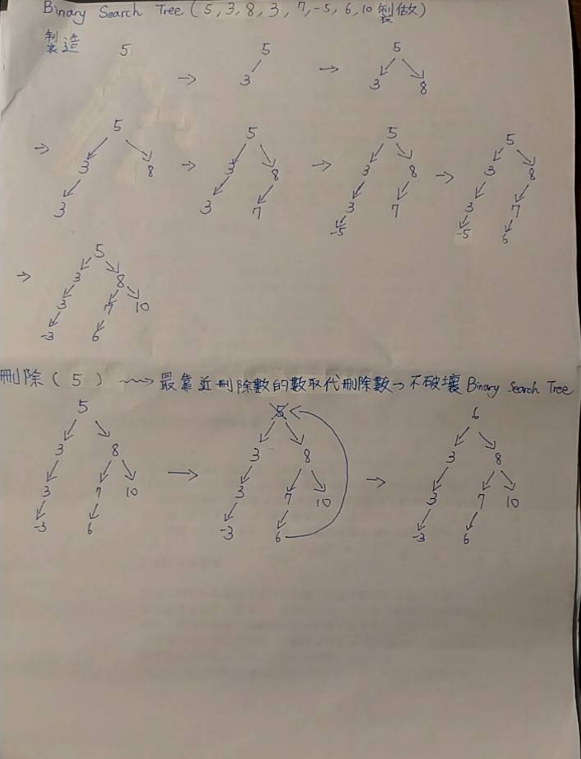 Binary Search Tree (5, 3, 8, 3, 7, -5, 6, 10 製做)
製造
5 → 5 3 → 5 3 8
→ 5 3 8 3 → 5 3 8 3 7 → 5 3 8 3 7 -5 → 5 3 8 3 7 -5 6
→ 5 3 8 3 7 10 -3 6
刪除 ( 5 ) ⟿ 最靠近刪除數的數取代刪除數 → 不破壞 Binary Search Tree
5 → 5 → 6
3 8 3 8 3 8
3 7 10 3 7 10 3 7 10
-3 6 -3 6 -3 6